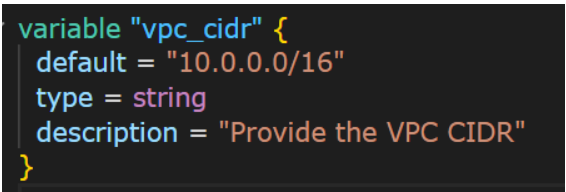 variable "vpc_cidr" {
default = "10.0.0.0/16"
type = string
description = "Provide the VPC CIDR"
}